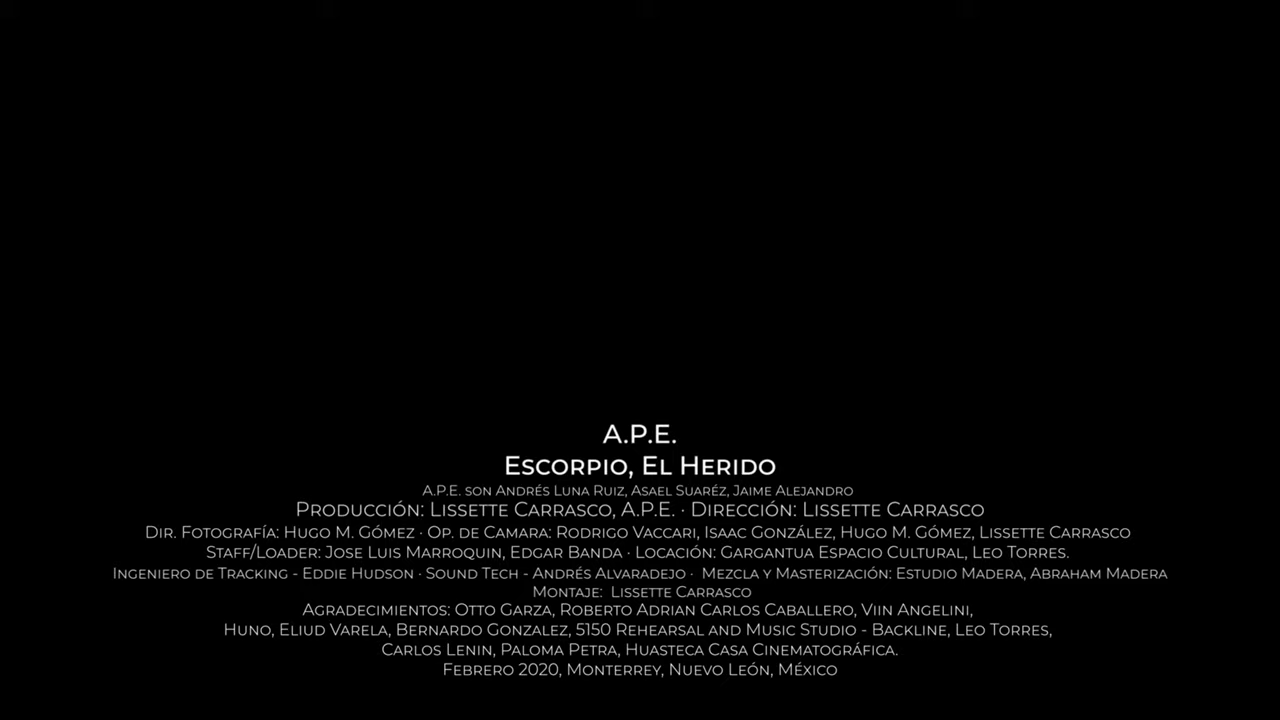 A.P.E.
Escorpio, El Herido
A.P.E. son Andrés Luna Ruiz, Asael Suaréz, Jaime Alejandro
Producción: Lissette Carrasco, A.P.E. · Dirección: Lissette Carrasco
Dir. Fotografía: Hugo M. Gómez · Op. de Camara: Rodrigo Vaccari, Isaac González, Hugo M. Gómez, Lissette Carrasco
Staff/Loader: Jose Luis Marroquin, Edgar Banda · Locación: Gargantua Espacio Cultural, Leo Torres.
Ingeniero de Tracking - Eddie Hudson · Sound Tech - Andrés Alvaradejo · Mezcla y Masterización: Estudio Madera, Abraham Madera
Montaje: Lissette Carrasco
Agradecimientos: Otto Garza, Roberto Adrian Carlos Caballero, Viin Angelini,
Huno, Eliud Varela, Bernardo Gonzalez, 5150 Rehearsal and Music Studio - Backline, Leo Torres,
Carlos Lenin, Paloma Petra, Huasteca Casa Cinematográfica.
Febrero 2020, Monterrey, Nuevo León, México